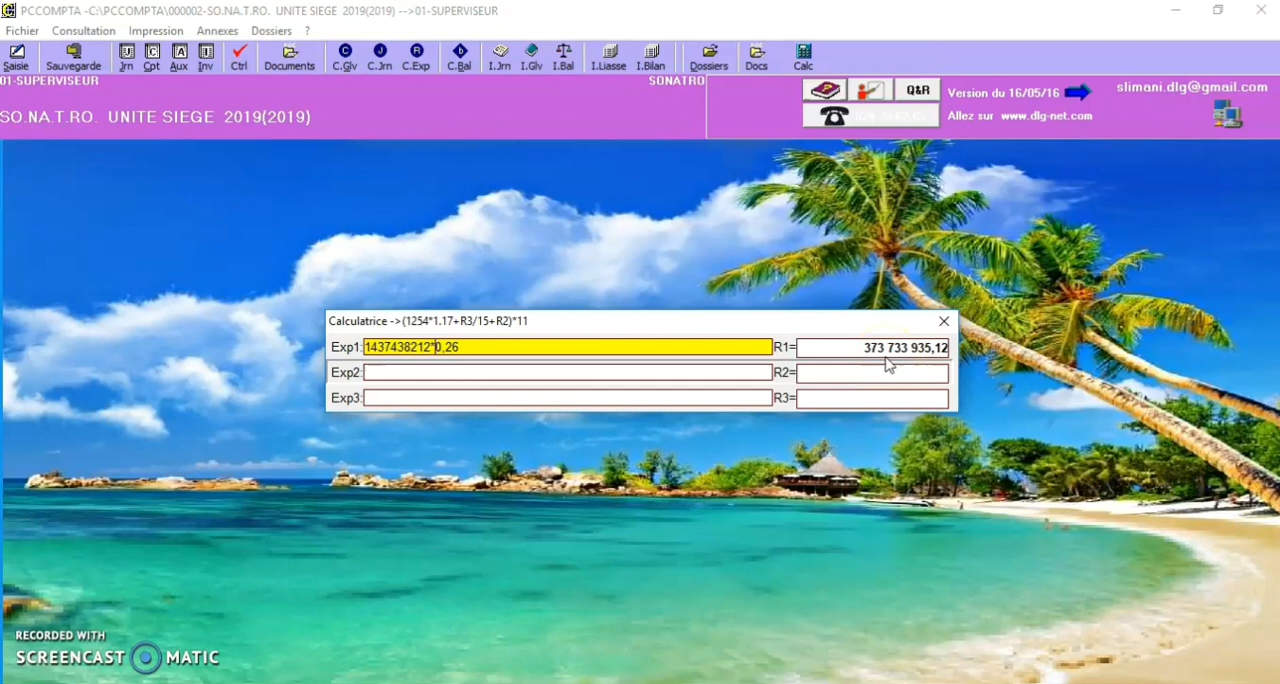 PCCOMPTA -C:\PCCOMPTA\000002-SO.NA.T.RO. UNITE SIEGE 2019(2019) -->01-SUPERVISEUR
Fichier Consultation Impression Annexes Dossiers ?
Saisie Sauvegarde Jrn Cpt Aux Inv Ctrl Documents C.Glv C.Jrn C.Exp C.Bal I.Jrn I.Glv I.Bal I.Liasse I.Bilan Dossiers Docs Calc
01-SUPERVISEUR SONATRO
SO.NA.T.RO. UNITE SIEGE 2019(2019)
Q&R Version du 16/05/16 slimani.dlg@gmail.com
Allez sur www.dlg-net.com
Calculatrice ->(1254*1.17+R3/15+R2)*11
Exp1: 1437438212*0,26 R1= 373 733 935,12
Exp2: R2=
Exp3: R3=
RECORDED WITH
SCREENCAST MATIC